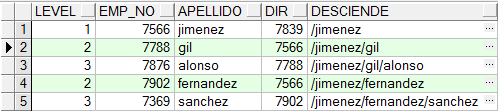 LEVEL EMP_NO APELLIDO DIR DESCIENDE
1 1 7566 jimenez 7839 /jimenez ...
2 2 7788 gil 7566 /jimenez/gil ...
3 3 7876 alonso 7788 /jimenez/gil/alonso ...
4 2 7902 fernandez 7566 /jimenez/fernandez ...
5 3 7369 sanchez 7902 /jimenez/fernandez/sanchez ...